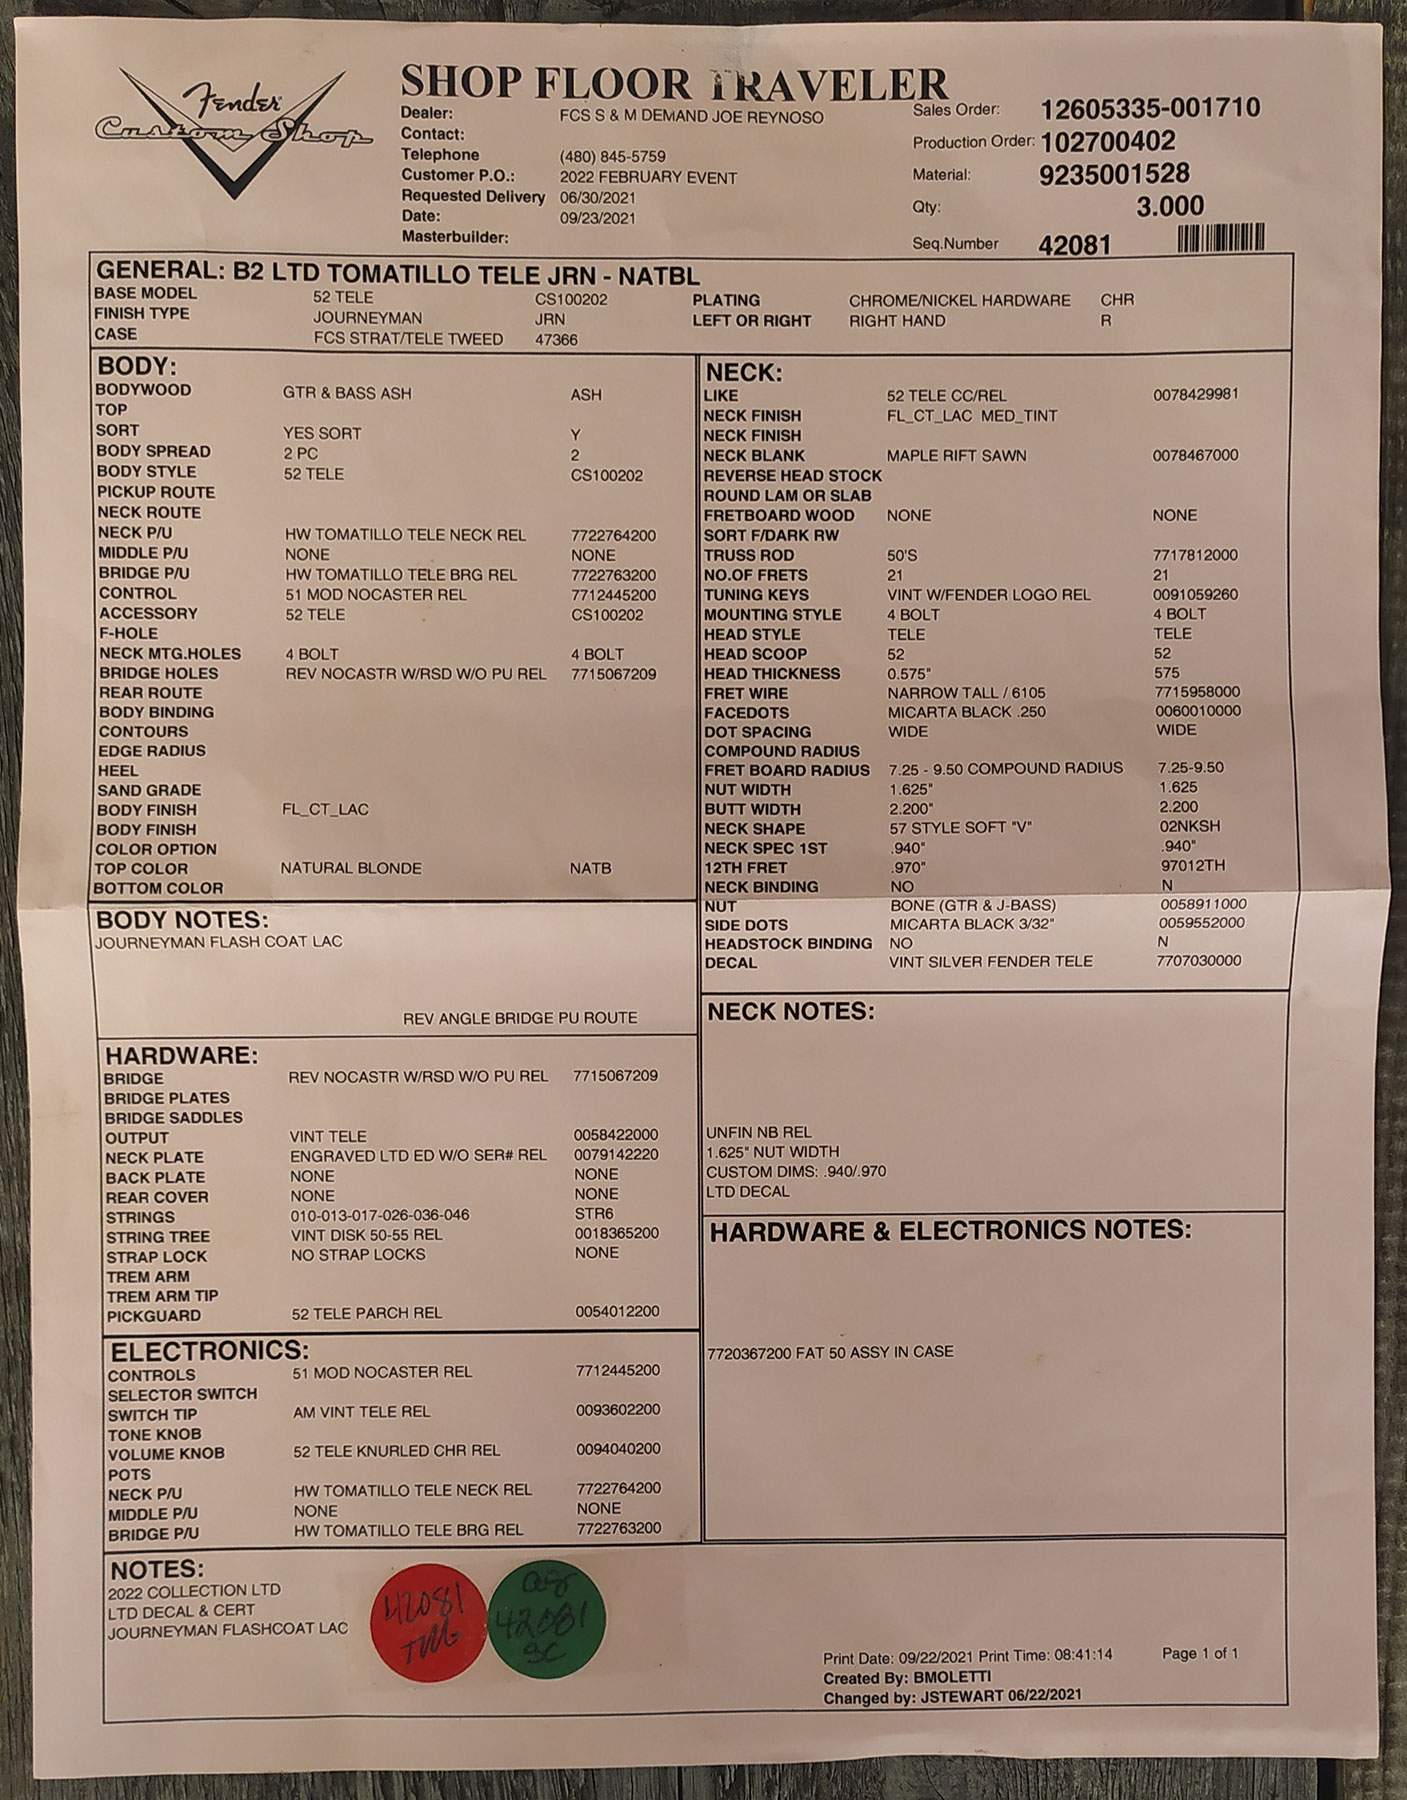 Fender
Custom Shop
SHOP FLOOR TRAVELER
Dealer: FCS S & M DEMAND JOE REYNOSO
Contact:
Telephone (480) 845-5759
Customer P.O.: 2022 FEBRUARY EVENT
Requested Delivery 06/30/2021
Date: 09/23/2021
Masterbuilder:
Sales Order: 12605335-001710
Production Order: 102700402
Material: 9235001528
Qty: 3.000
Seq.Number 42081
GENERAL: B2 LTD TOMATILLO TELE JRN - NATBL
BASE MODEL 52 TELE CS100202 PLATING CHROME/NICKEL HARDWARE CHR
FINISH TYPE JOURNEYMAN JRN LEFT OR RIGHT RIGHT HAND R
CASE FCS STRAT/TELE TWEED 47366
BODY:
BODYWOOD GTR & BASS ASH ASH
TOP
SORT YES SORT Y
BODY SPREAD 2 PC 2
BODY STYLE 52 TELE CS100202
PICKUP ROUTE
NECK ROUTE
NECK P/U HW TOMATILLO TELE NECK REL 7722764200
MIDDLE P/U NONE NONE
BRIDGE P/U HW TOMATILLO TELE BRG REL 7722763200
CONTROL 51 MOD NOCASTER REL 7712445200
ACCESSORY 52 TELE CS100202
F-HOLE
NECK MTG.HOLES 4 BOLT 4 BOLT
BRIDGE HOLES REV NOCASTR W/RSD W/O PU REL 7715067209
REAR ROUTE
BODY BINDING
CONTOURS
EDGE RADIUS
HEEL
SAND GRADE
BODY FINISH FL_CT_LAC
BODY FINISH
COLOR OPTION
TOP COLOR NATURAL BLONDE NATB
BOTTOM COLOR
BODY NOTES:
JOURNEYMAN FLASH COAT LAC
REV ANGLE BRIDGE PU ROUTE
HARDWARE:
BRIDGE REV NOCASTR W/RSD W/O PU REL 7715067209
BRIDGE PLATES
BRIDGE SADDLES
OUTPUT VINT TELE 0058422000
NECK PLATE ENGRAVED LTD ED W/O SER# REL 0079142220
BACK PLATE NONE NONE
REAR COVER NONE NONE
STRINGS 010-013-017-026-036-046 STR6
STRING TREE VINT DISK 50-55 REL 0018365200
STRAP LOCK NO STRAP LOCKS NONE
TREM ARM
TREM ARM TIP
PICKGUARD 52 TELE PARCH REL 0054012200
ELECTRONICS:
CONTROLS 51 MOD NOCASTER REL 7712445200
SELECTOR SWITCH
SWITCH TIP AM VINT TELE REL 0093602200
TONE KNOB
VOLUME KNOB 52 TELE KNURLED CHR REL 0094040200
POTS
NECK P/U HW TOMATILLO TELE NECK REL 7722764200
MIDDLE P/U NONE NONE
BRIDGE P/U HW TOMATILLO TELE BRG REL 7722763200
NECK:
LIKE 52 TELE CC/REL 0078429981
NECK FINISH FL_CT_LAC MED_TINT
NECK FINISH
NECK BLANK MAPLE RIFT SAWN 0078467000
REVERSE HEAD STOCK
ROUND LAM OR SLAB
FRETBOARD WOOD NONE NONE
SORT F/DARK RW
TRUSS ROD 50'S 7717812000
NO.OF FRETS 21 21
TUNING KEYS VINT W/FENDER LOGO REL 0091059260
MOUNTING STYLE 4 BOLT 4 BOLT
HEAD STYLE TELE TELE
HEAD SCOOP 52 52
HEAD THICKNESS 0.575" 575
FRET WIRE NARROW TALL / 6105 7715958000
FACEDOTS MICARTA BLACK .250 0060010000
DOT SPACING WIDE WIDE
COMPOUND RADIUS
FRET BOARD RADIUS 7.25 - 9.50 COMPOUND RADIUS 7.25-9.50
NUT WIDTH 1.625" 1.625
BUTT WIDTH 2.200" 2.200
NECK SHAPE 57 STYLE SOFT "V" 02NKSH
NECK SPEC 1ST .940" .940"
12TH FRET .970" 97012TH
NECK BINDING NO N
NUT BONE (GTR & J-BASS) 0058911000
SIDE DOTS MICARTA BLACK 3/32" 0059552000
HEADSTOCK BINDING NO N
DECAL VINT SILVER FENDER TELE 7707030000
NECK NOTES:
UNFIN NB REL
1.625" NUT WIDTH
CUSTOM DIMS: .940/.970
LTD DECAL
HARDWARE & ELECTRONICS NOTES:
7720367200 FAT 50 ASSY IN CASE
NOTES:
2022 COLLECTION LTD
LTD DECAL & CERT
JOURNEYMAN FLASHCOAT LAC
42081
42081
SC
Print Date: 09/22/2021 Print Time: 08:41:14 Page 1 of 1
Created By: BMOLETTI
Changed by: JSTEWART 06/22/2021